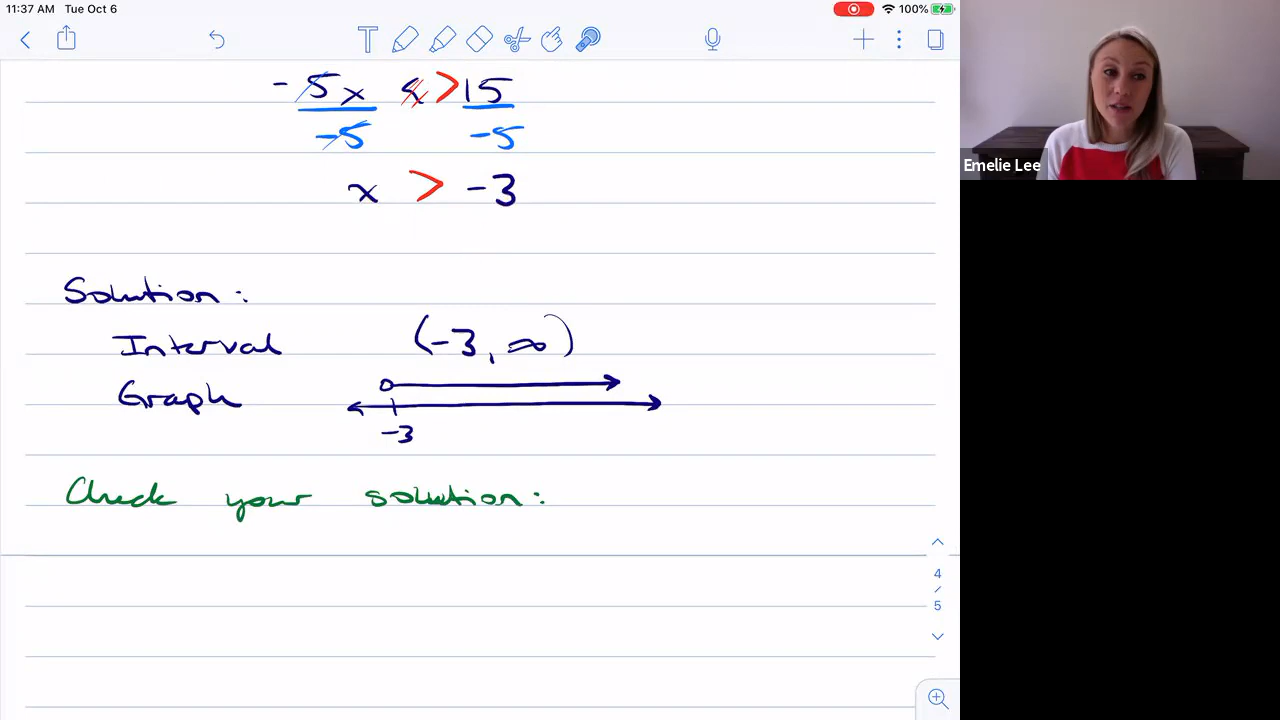 11:37 AM Tue Oct 6
100%
-5x < > 15
-5 -5
x > -3
Solution:
Interval (-3, ∞)
Graph
-3
Check your solution:
4
/
5
Emelie Lee